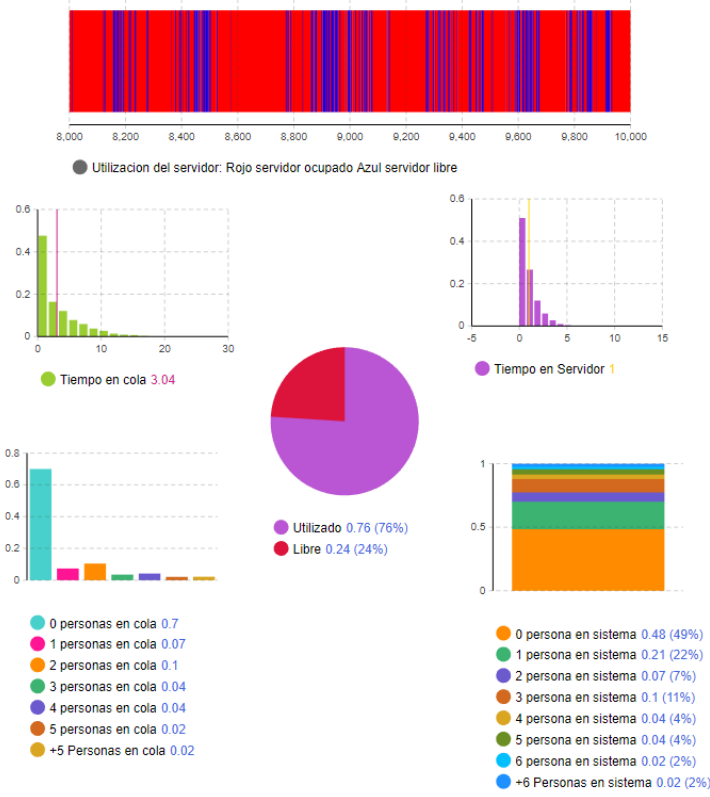 8,000 8,200 8,400 8,600 8,800 9,000 9,200 9,400 9,600 9,800 10,000
Utilizacion del servidor: Rojo servidor ocupado Azul servidor libre
0.6
0.4
0.2
0
0 10 20 30
Tiempo en cola 3.04
0.6
0.4
0.2
0
-5 0 5 10 15
Tiempo en Servidor 1
Utilizado 0.76 (76%)
Libre 0.24 (24%)
0.8
0.6
0.4
0.2
0
0 personas en cola 0.7
1 personas en cola 0.07
2 personas en cola 0.1
3 personas en cola 0.04
4 personas en cola 0.04
5 personas en cola 0.02
+5 Personas en cola 0.02
1
0.5
0
0 persona en sistema 0.48 (49%)
1 persona en sistema 0.21 (22%)
2 persona en sistema 0.07 (7%)
3 persona en sistema 0.1 (11%)
4 persona en sistema 0.04 (4%)
5 persona en sistema 0.04 (4%)
6 persona en sistema 0.02 (2%)
+6 Personas en sistema 0.02 (2%)